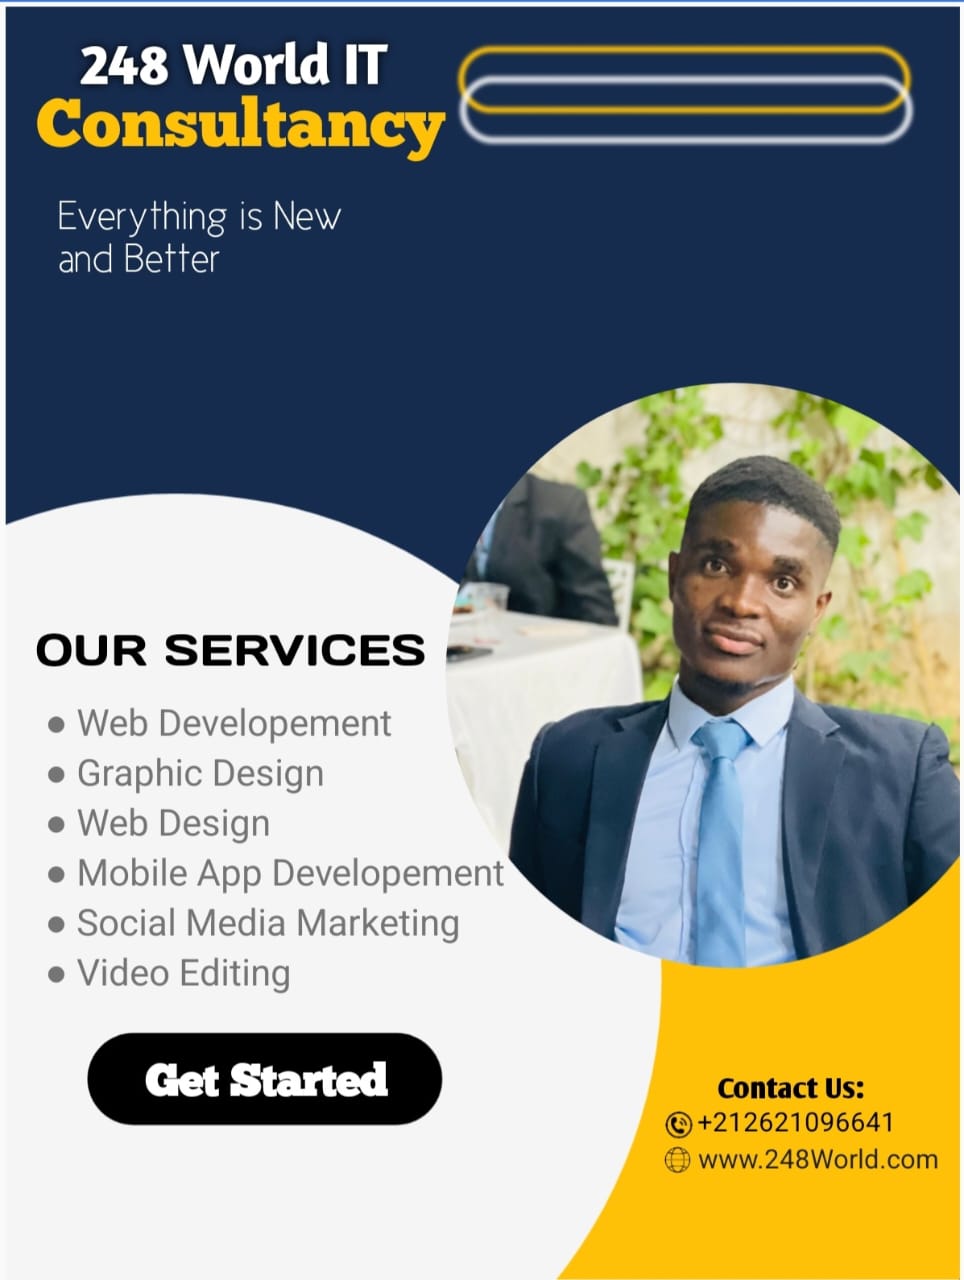 248 World IT
Consultancy
Everything is New
and Better
OUR SERVICES
● Web Developement
● Graphic Design
● Web Design
● Mobile App Developement
● Social Media Marketing
● Video Editing
Get Started
Contact Us:
+212621096641
www.248World.com